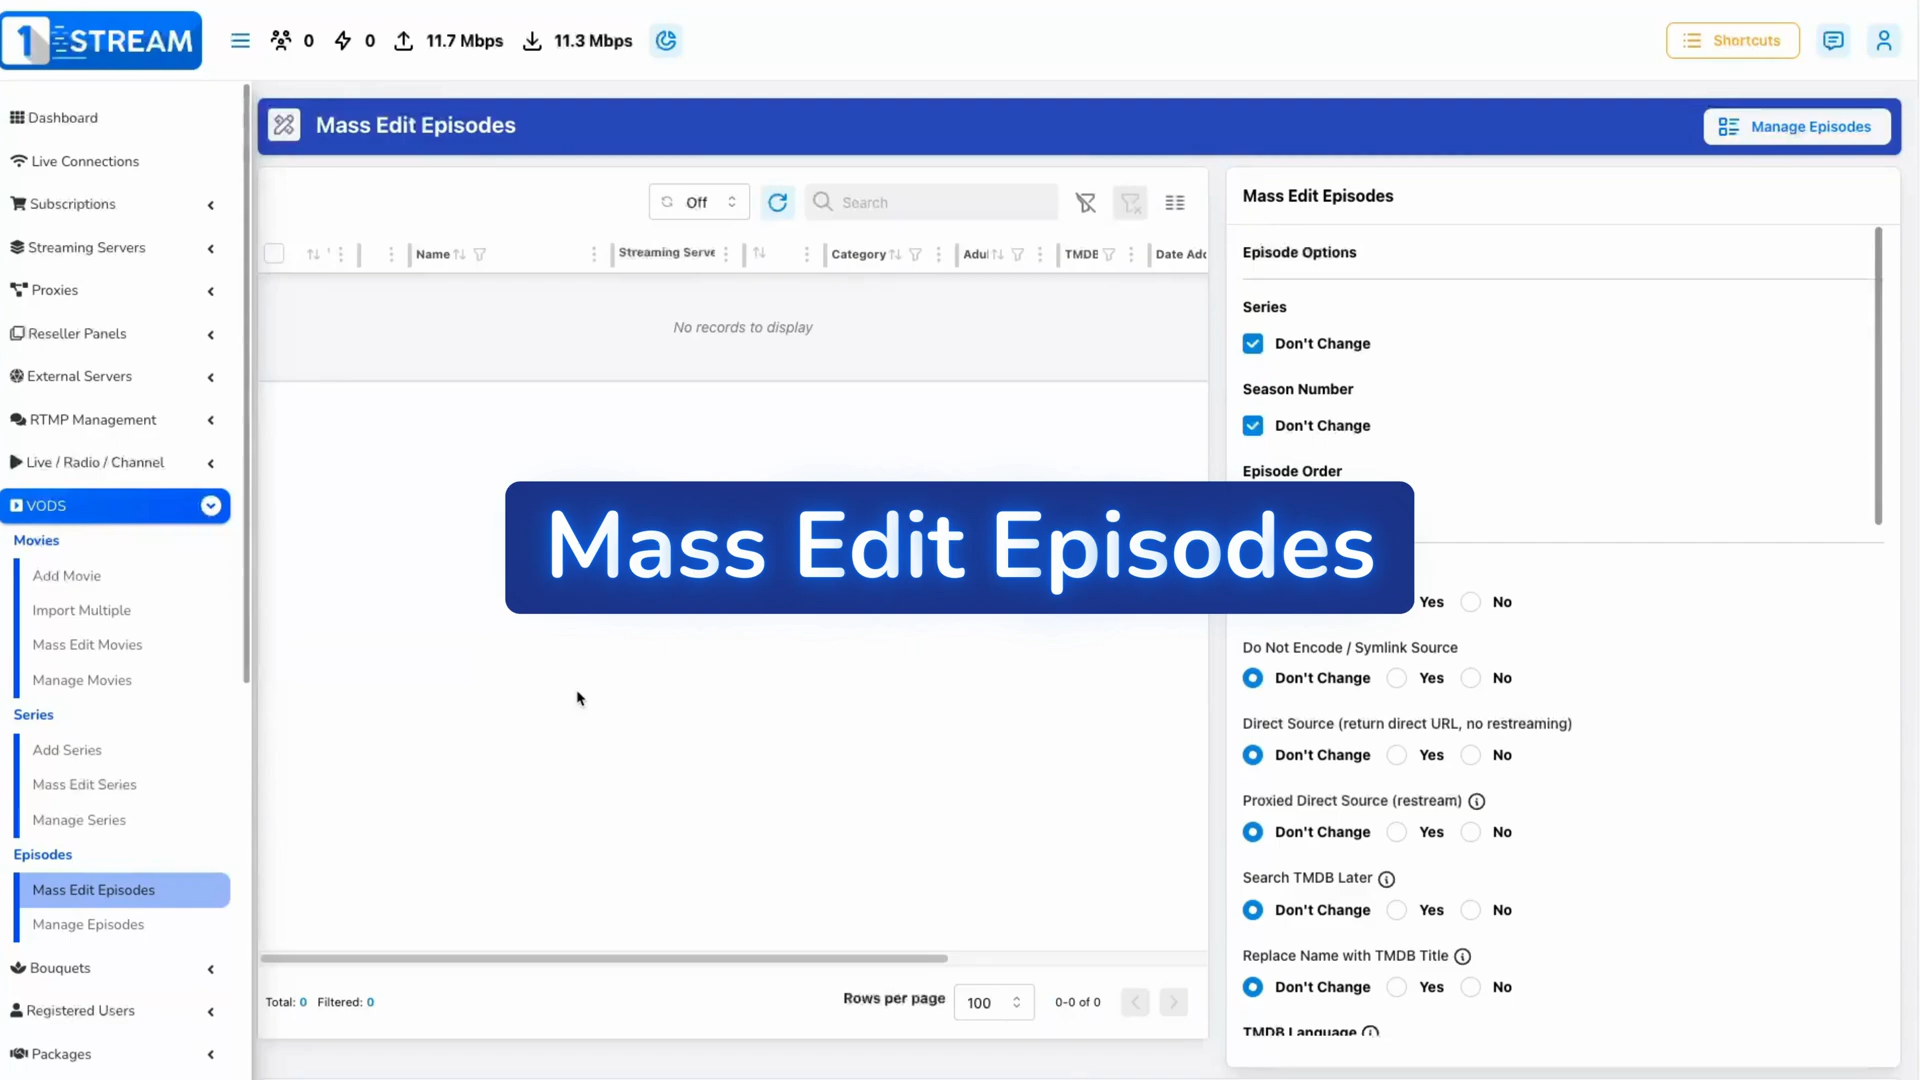 1 STREAM
0
0
11.7 Mbps
11.3 Mbps
Shortcuts
Dashboard
Live Connections
Subscriptions
Streaming Servers
Proxies
Reseller Panels
External Servers
RTMP Management
Live / Radio / Channel
VODS
Movies
Add Movie
Import Multiple
Mass Edit Movies
Manage Movies
Series
Add Series
Mass Edit Series
Manage Series
Episodes
Mass Edit Episodes
Manage Episodes
Bouquets
Registered Users
Packages
Mass Edit Episodes
Manage Episodes
Off
Search
Name
Streaming Serve
Category
Adul
TMDB
Date Adc
No records to display
Mass Edit Episodes
Total: 0 Filtered: 0
Rows per page
100
0-0 of 0
Mass Edit Episodes
Episode Options
Series
Don't Change
Season Number
Don't Change
Episode Order
Yes No
Do Not Encode / Symlink Source
Don't Change Yes No
Direct Source (return direct URL, no restreaming)
Don't Change Yes No
Proxied Direct Source (restream)
Don't Change Yes No
Search TMDB Later
Don't Change Yes No
Replace Name with TMDB Title
Don't Change Yes No
TMDB Language